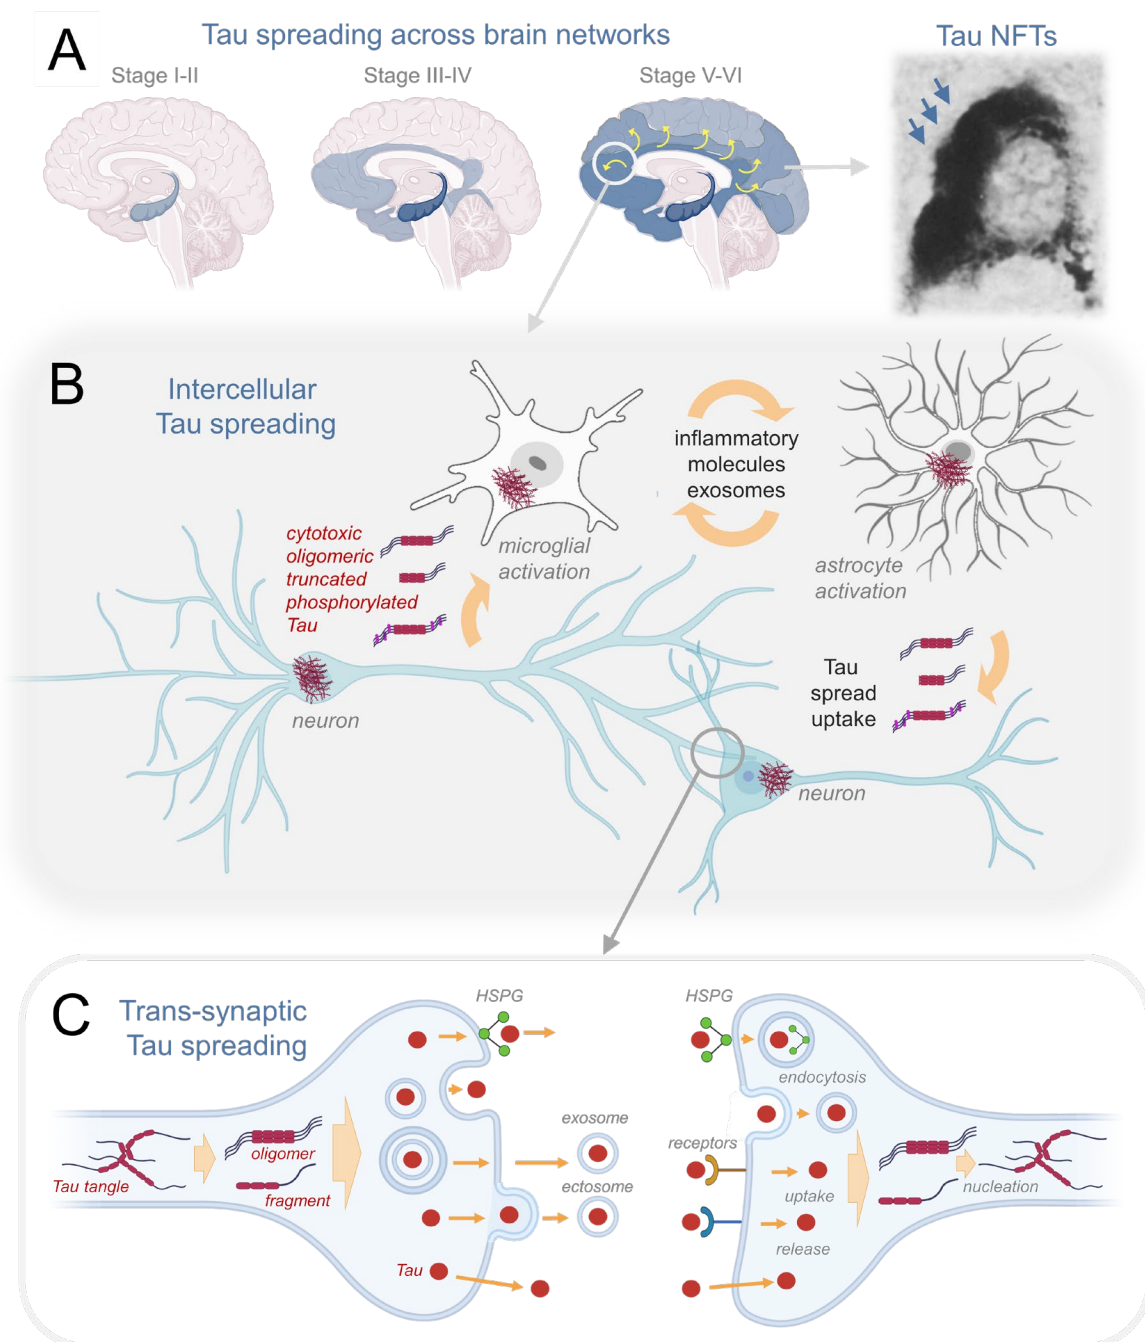 A
Tau spreading across brain networks
Tau NFTs
Stage I-II
Stage III-IV
Stage V-VI
B
Intercellular
Tau spreading
inflammatory
molecules
exosomes
cytotoxic
oligomeric
truncated
phosphorylated
Tau
microglial
activation
astrocyte
activation
Tau
spread
uptake
neuron
neuron
C
Trans-synaptic
Tau spreading
HSPG
HSPG
endocytosis
exosome
receptors
oligomer
Tau tangle
fragment
ectosome
uptake
nucleation
release
Tau